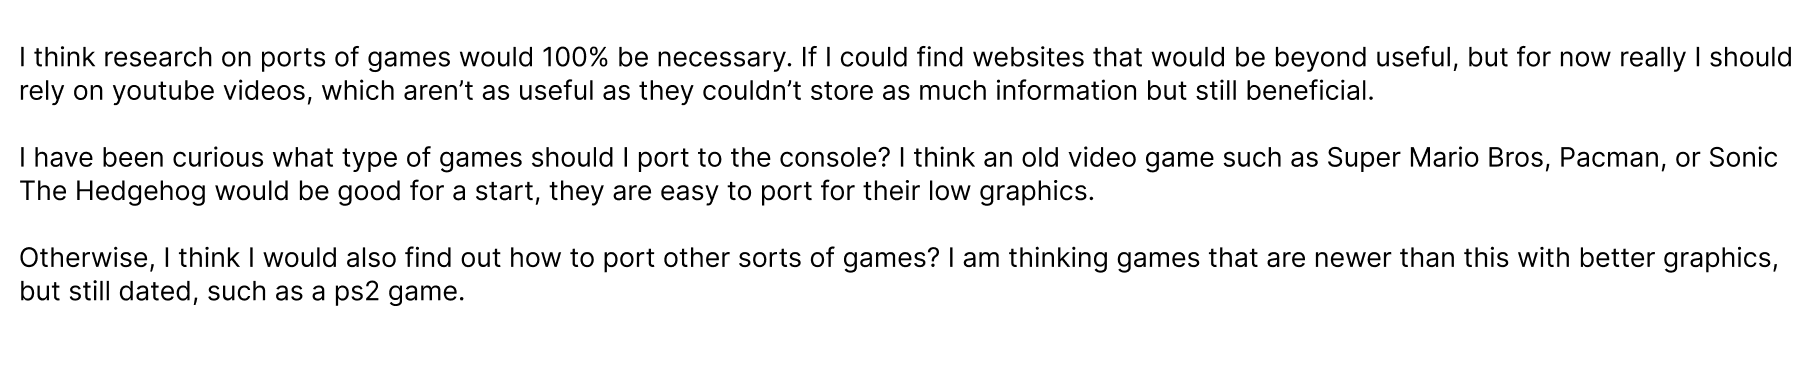 I think research on ports of games would 100% be necessary. If I could find websites that would be beyond useful, but for now really I should
rely on youtube videos, which aren’t as useful as they couldn’t store as much information but still beneficial.
I have been curious what type of games should I port to the console? I think an old video game such as Super Mario Bros, Pacman, or Sonic
The Hedgehog would be good for a start, they are easy to port for their low graphics.
Otherwise, I think I would also find out how to port other sorts of games? I am thinking games that are newer than this with better graphics,
but still dated, such as a ps2 game.